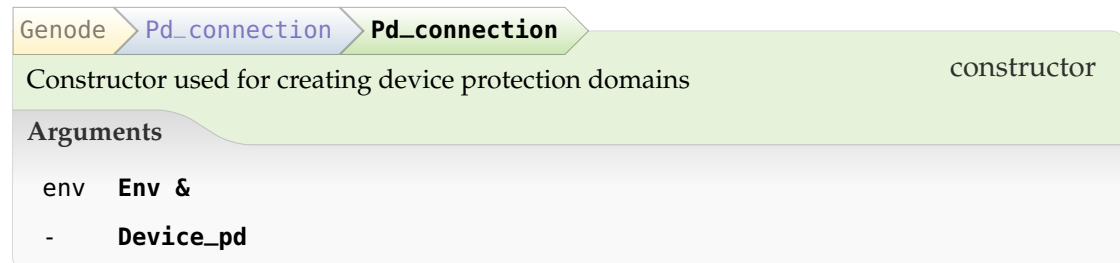 Genode Pd_connection Pd_connection
Constructor used for creating device protection domains constructor
Arguments
env Env &
- Device_pd